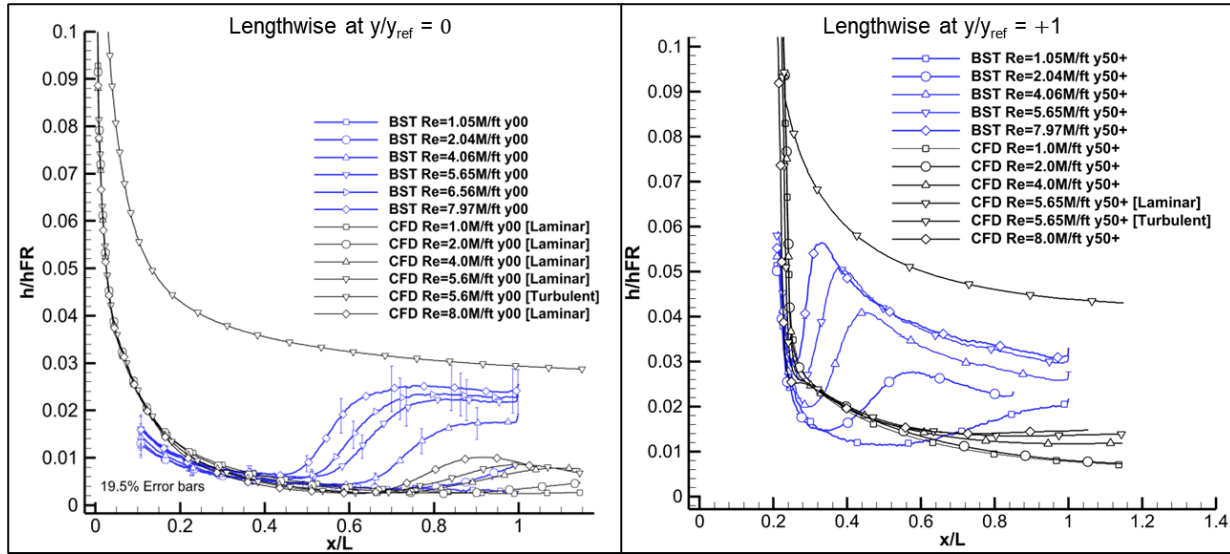 Lengthwise at y/yref = 0
0.1
0.09
0.08
0.07
0.06
0.05
0.04
0.03
0.02
0.01
0
h/hFR
BST Re=1.05M/ft y00
BST Re=2.04M/ft y00
BST Re=4.06M/ft y00
BST Re=5.65M/ft y00
BST Re=6.56M/ft y00
BST Re=7.97M/ft y00
CFD Re=1.0M/ft y00 [Laminar]
CFD Re=2.0M/ft y00 [Laminar]
CFD Re=4.0M/ft y00 [Laminar]
CFD Re=5.6M/ft y00 [Laminar]
CFD Re=5.6M/ft y00 [Turbulent]
CFD Re=8.0M/ft y00 [Laminar]
19.5% Error bars
0 0.2 0.4 0.6 0.8 1
x/L
Lengthwise at y/yref = +1
0.1
0.09
0.08
0.07
0.06
0.05
0.04
0.03
0.02
0.01
0
h/hFR
BST Re=1.05M/ft y50+
BST Re=2.04M/ft y50+
BST Re=4.06M/ft y50+
BST Re=5.65M/ft y50+
BST Re=7.97M/ft y50+
CFD Re=1.0M/ft y50+
CFD Re=2.0M/ft y50+
CFD Re=4.0M/ft y50+
CFD Re=5.65M/ft y50+ [Laminar]
CFD Re=5.65M/ft y50+ [Turbulent]
CFD Re=8.0M/ft y50+
0 0.2 0.4 0.6 0.8 1 1.2 1.4
x/L